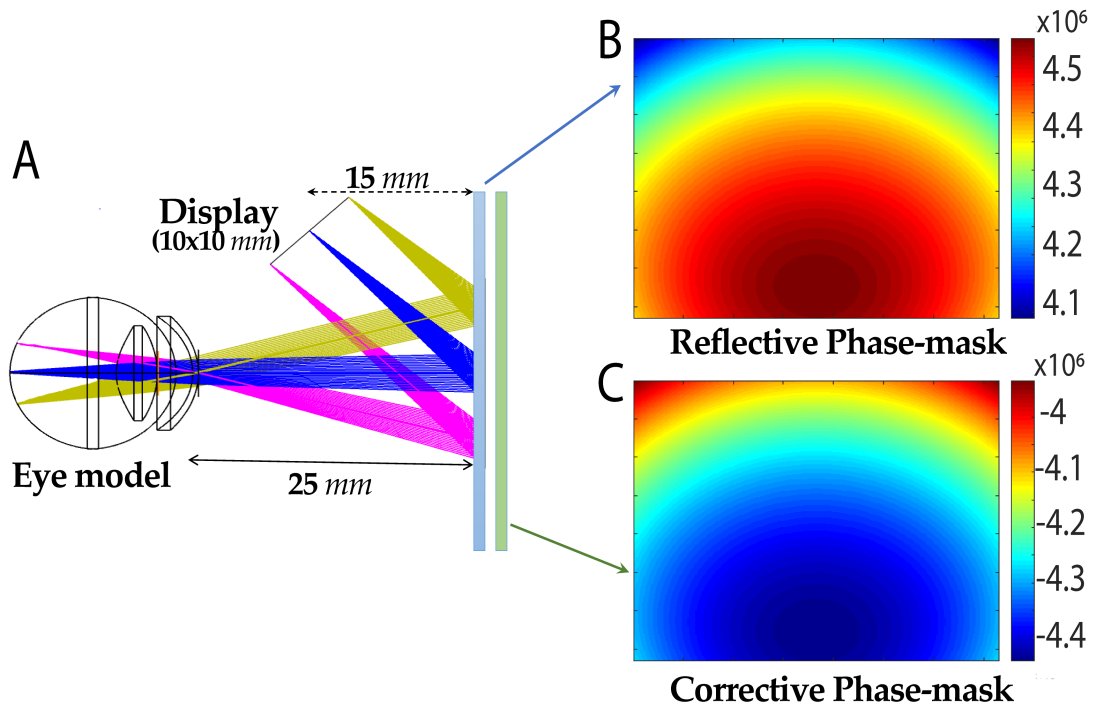 A
15 mm
Display
(10x10 mm)
Eye model
25 mm
B
x10⁶
4.5
4.4
4.3
4.2
4.1
Reflective Phase-mask
C
x10⁶
-4
-4.1
-4.2
-4.3
-4.4
Corrective Phase-mask